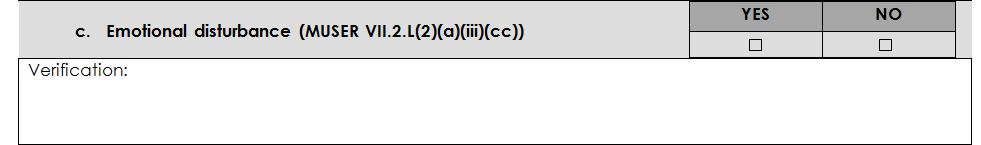 YES NO
c. Emotional disturbance (MUSER VII.2.L(2)(a)(iii)(cc))
☐ ☐
Verification: